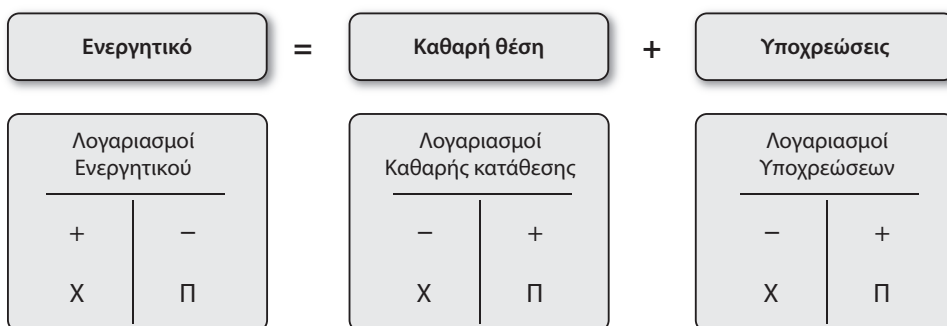 Ενεργητικό = Καθαρή θέση + Υποχρεώσεις
Λογαριασμοί
Ενεργητικού
+ −
Χ Π
Λογαριασμοί
Καθαρής κατάθεσης
− +
Χ Π
Λογαριασμοί
Υποχρεώσεων
− +
Χ Π